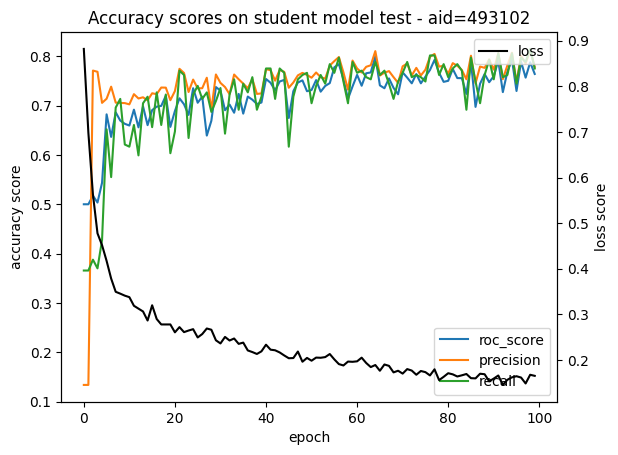 Accuracy scores on student model test - aid=493102
accuracy score
0.8
0.7
0.6
0.5
0.4
0.3
0.2
0.1
0.9
0.8
0.7
0.6
0.5
0.4
0.3
0.2
loss score
loss
roc_score
precision
recall
0
20
40
60
80
100
epoch